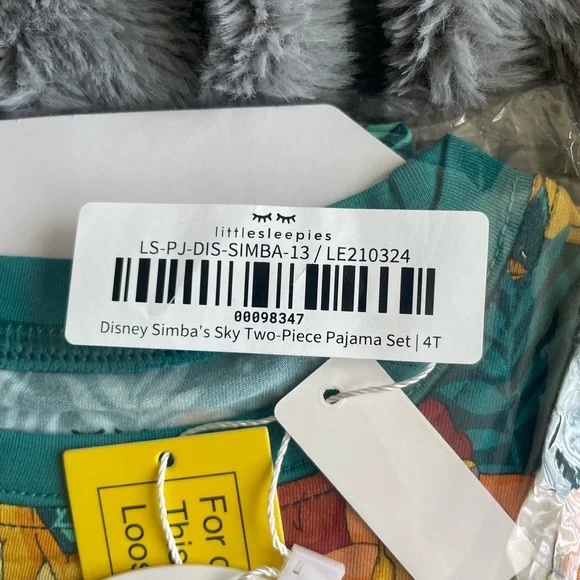 littlesleepies
LS-PJ-DIS-SIMBA-13 / LE210324
00098347
Disney Simba's Sky Two-Piece Pajama Set | 4T
For
This
Loos